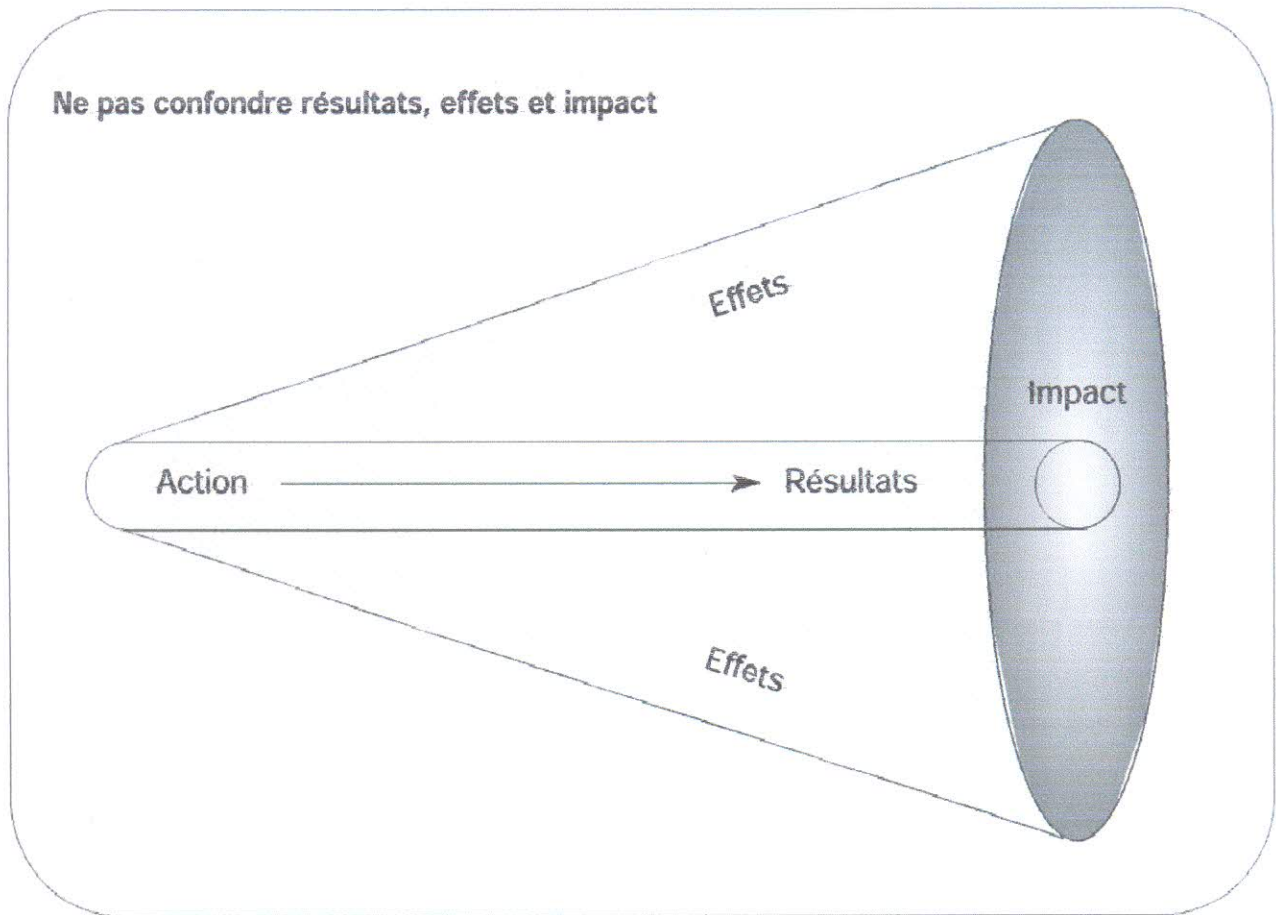 Ne pas confondre résultats, effets et impact
Effets
Impact
Action
Résultats
Effets